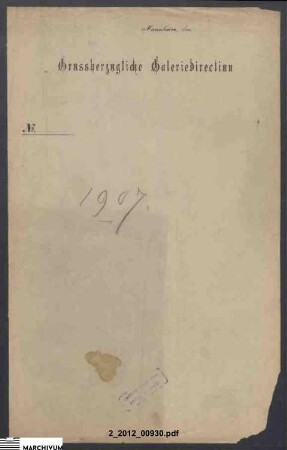 Mannheim, den
Grossherzogliche Galeriedirection
No.
1907.
2_2012_00930.pdf
MARCHIVUM